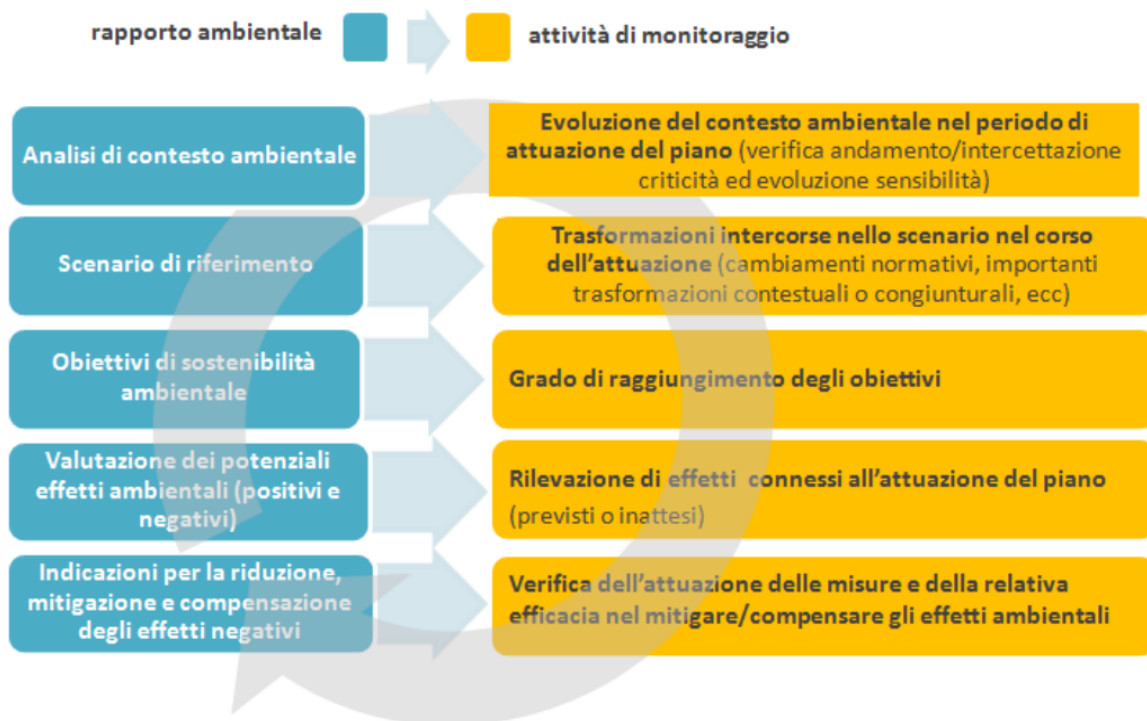 rapporto ambientale
attività di monitoraggio
Analisi di contesto ambientale
Evoluzione del contesto ambientale nel periodo di
attuazione del piano (verifica andamento/intercettazione
criticità ed evoluzione sensibilità)
Scenario di riferimento
Trasformazioni intercorse nello scenario nel corso
dell'attuazione (cambiamenti normativi, importanti
trasformazioni contestuali o congiunturali, ecc)
Obiettivi di sostenibilità
ambientale
Grado di raggiungimento degli obiettivi
Valutazione dei potenziali
effetti ambientali (positivi e
negativi)
Rilevazione di effetti connessi all'attuazione del piano
(previsti o inattesi)
Indicazioni per la riduzione,
mitigazione e compensazione
degli effetti negativi
Verifica dell'attuazione delle misure e della relativa
efficacia nel mitigare/compensare gli effetti ambientali